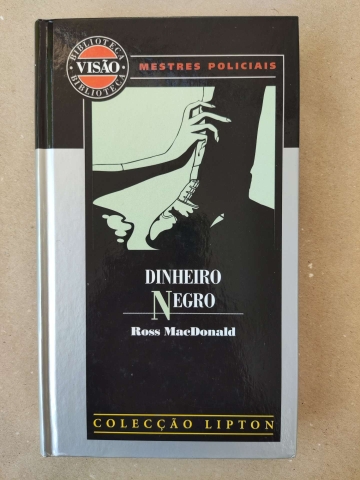 BIBLIOTECA
VISÃO
BIBLIOTECA
MESTRES POLICIAIS
DINHEIRO
NEGRO
Ross MacDonald
COLECÇÃO LIPTON